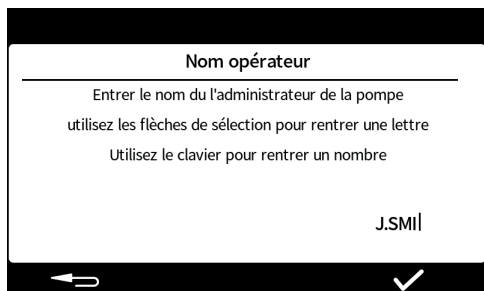 Nom opérateur
Entrer le nom du l'administrateur de la pompe
utilisez les flèches de sélection pour rentrer une lettre
Utilisez le clavier pour rentrer un nombre
J.SMI